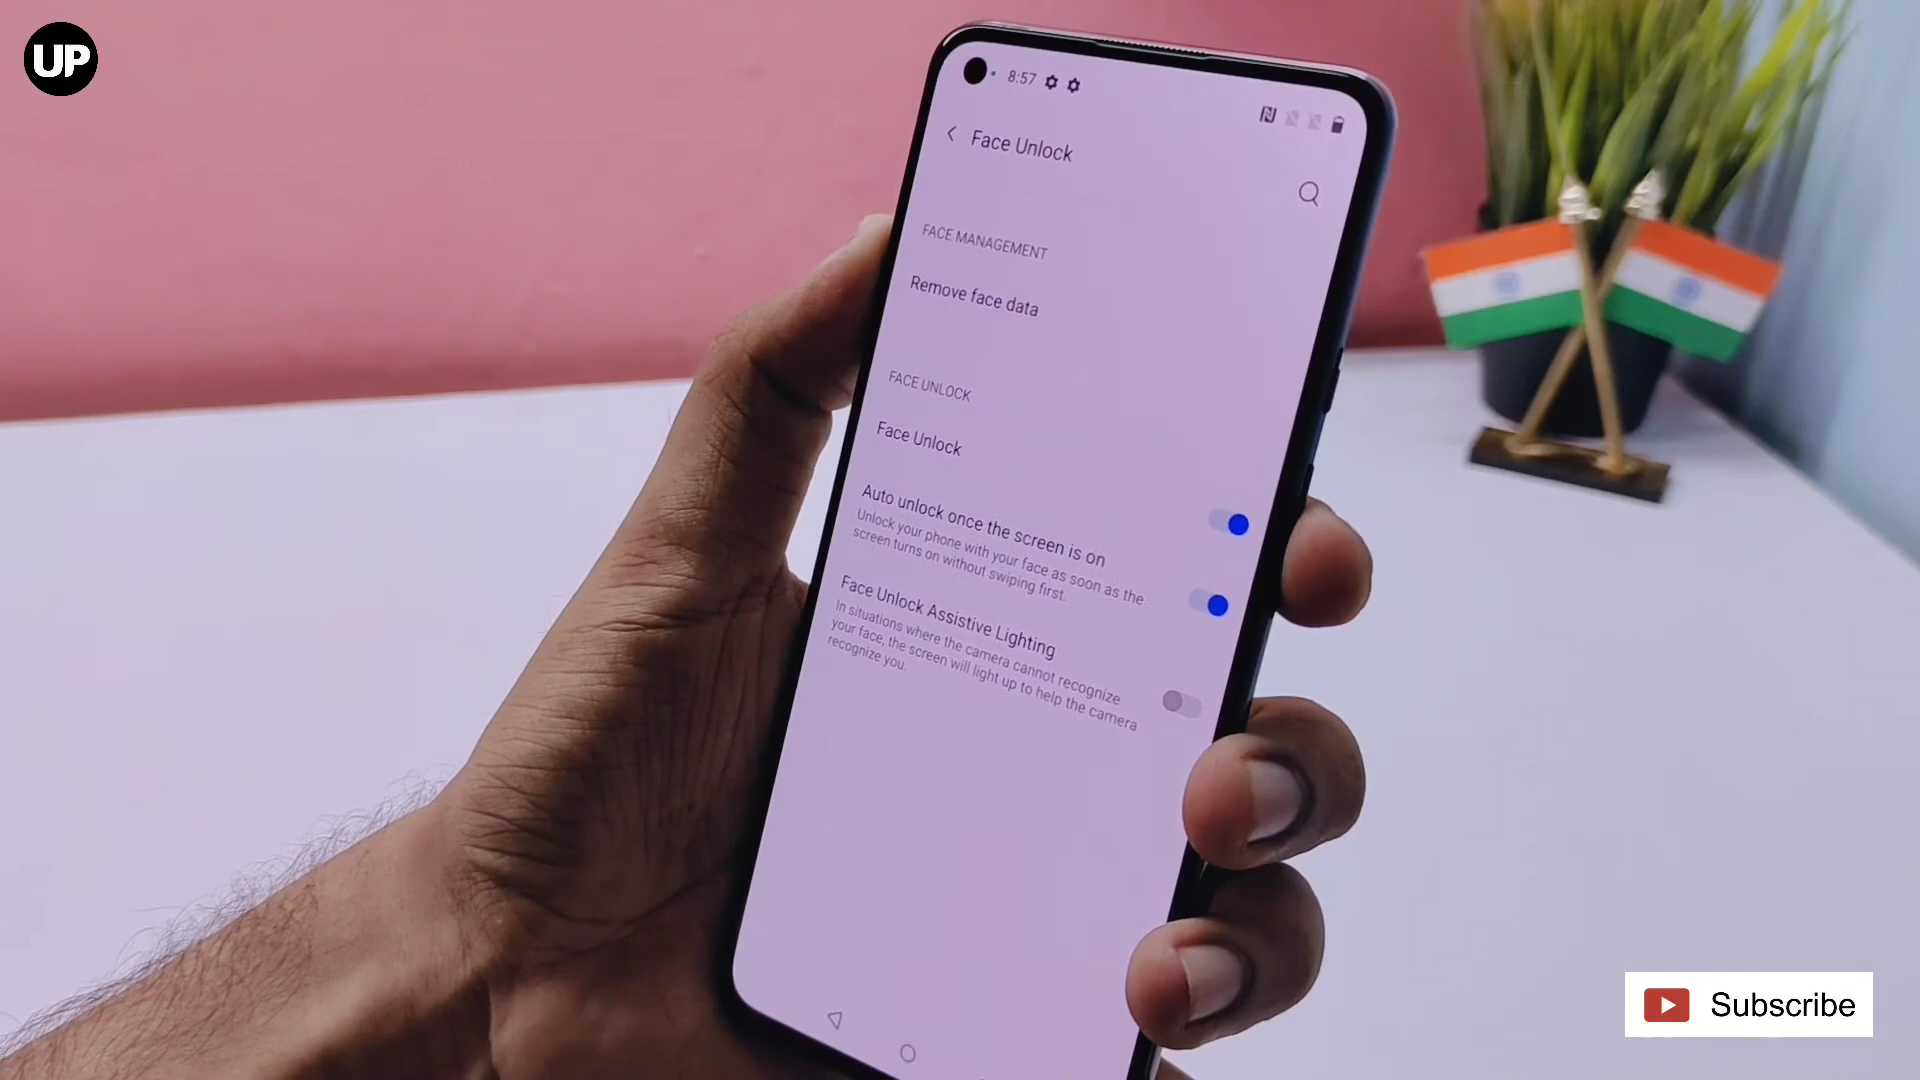 UP
8:57
Face Unlock
FACE MANAGEMENT
Remove face data
FACE UNLOCK
Face Unlock
Auto unlock once the screen is on
Unlock your phone with your face as soon as the
screen turns on without swiping first.
Face Unlock Assistive Lighting
In situations where the camera cannot recognize
your face, the screen will light up to help the camera
recognize you.
Subscribe